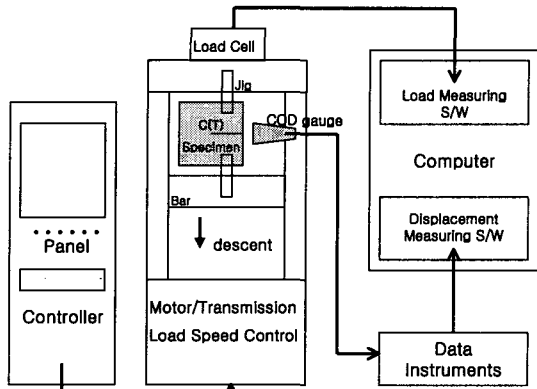 Load Cell
Jig
C(T)
Specimen
COD gauge
Bar
descent
Motor/Transmission
Load Speed Control
Panel
Controller
Load Measuring
S/W
Computer
Displacement
Measuring S/W
Data
Instruments